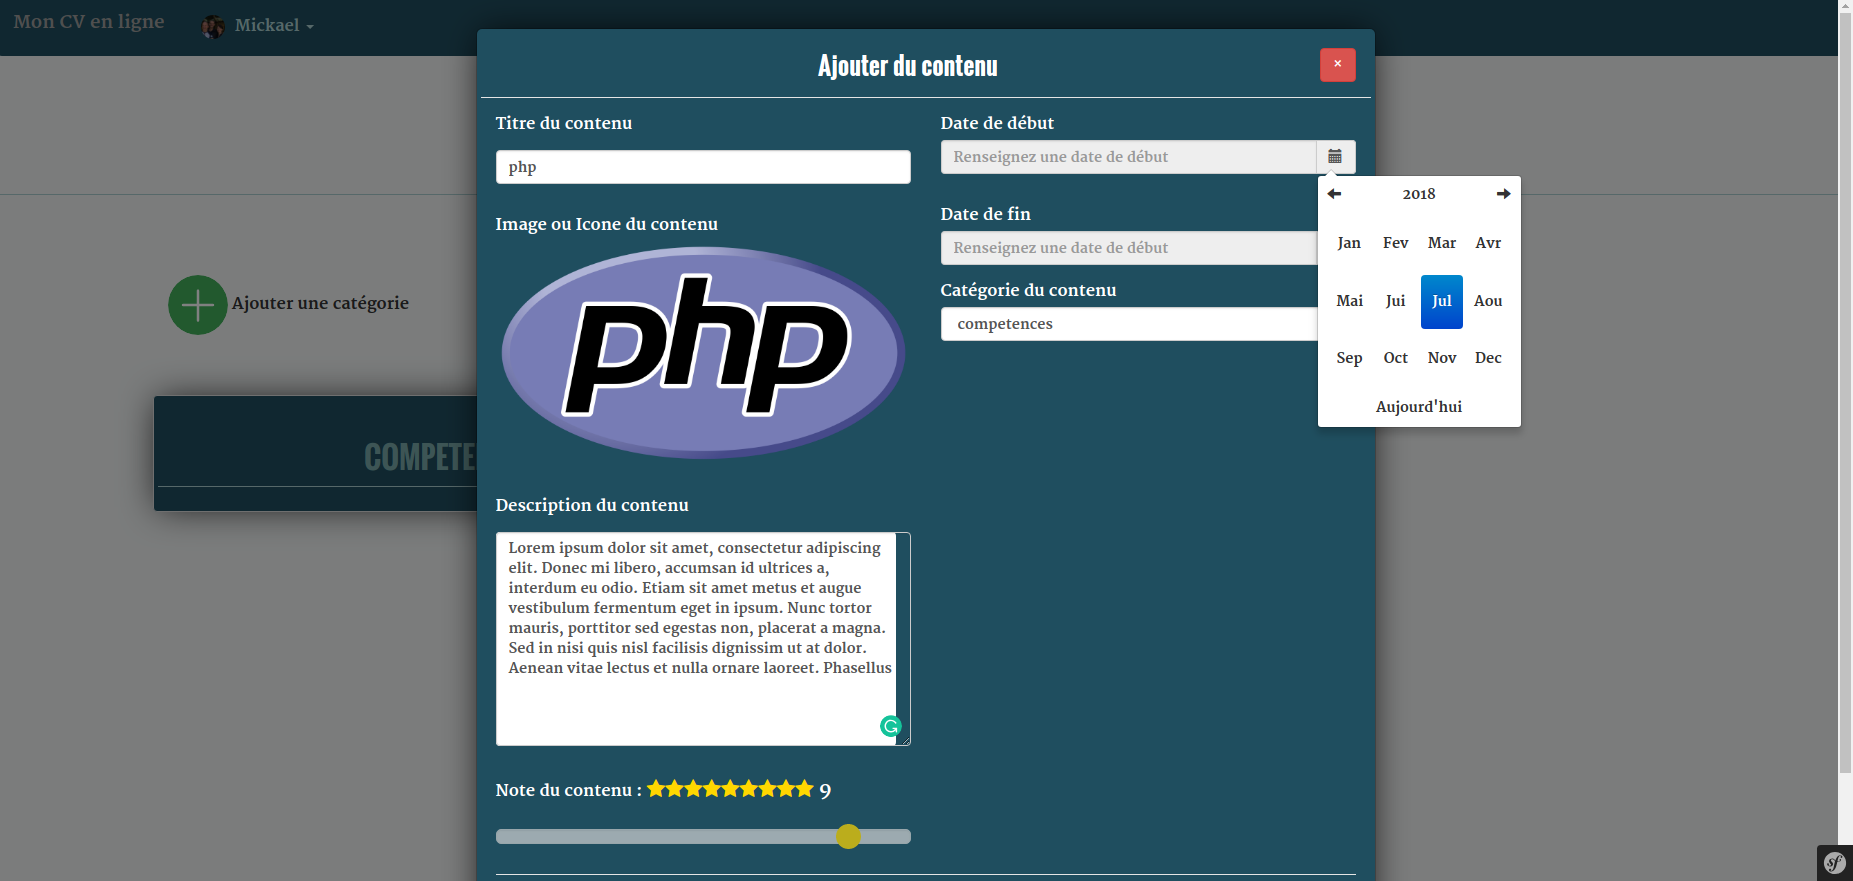 Mon CV en ligne
Mickael
Ajouter du contenu
×
Titre du contenu
php
Image ou Icone du contenu
php
Description du contenu
Lorem ipsum dolor sit amet, consectetur adipiscing
elit. Donec mi libero, accumsan id ultrices a,
interdum eu odio. Etiam sit amet metus et augue
vestibulum fermentum eget in ipsum. Nunc tortor
mauris, porttitor sed egestas non, placerat a magna.
Sed in nisi quis nisl facilisis dignissim ut at dolor.
Aenean vitae lectus et nulla ornare laoreet. Phasellus
Note du contenu : 9
Date de début
Renseignez une date de début
Date de fin
Renseignez une date de début
Catégorie du contenu
competences
2018
Jan Fev Mar Avr
Mai Jui Jul Aou
Sep Oct Nov Dec
Aujourd'hui
Ajouter une catégorie
COMPETE
sf